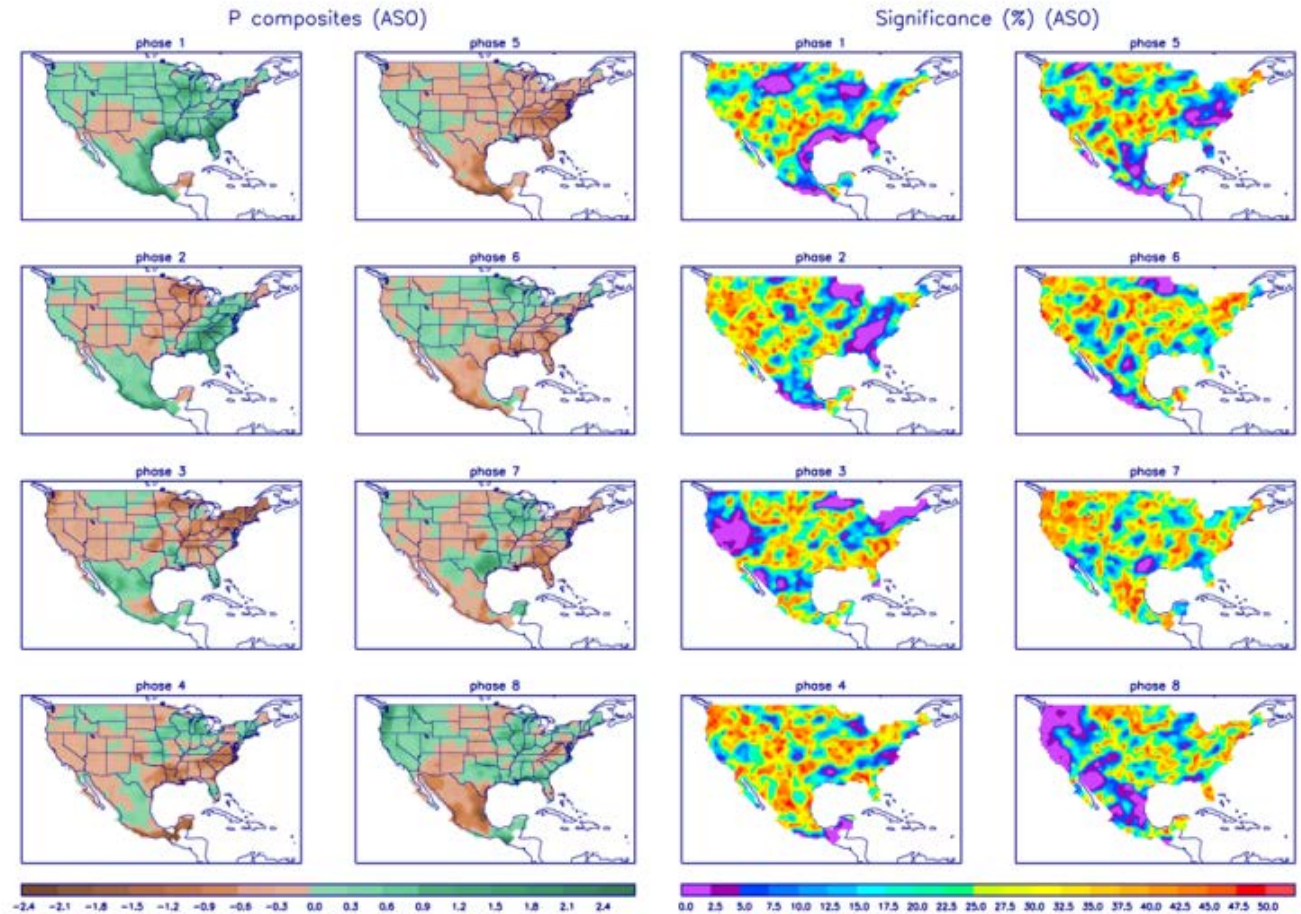 P composites (ASO)
Significance (%) (ASO)
phase 1
phase 5
phase 1
phase 5
phase 2
phase 6
phase 2
phase 6
phase 3
phase 7
phase 3
phase 7
phase 4
phase 8
phase 4
phase 8
-2.4 -2.1 -1.8 -1.5 -1.2 -0.9 -0.6 -0.3 0.0 0.3 0.6 0.9 1.2 1.5 1.8 2.1 2.4
0.0 2.5 5.0 7.5 10.0 12.5 15.0 17.5 20.0 22.5 25.0 27.5 30.0 32.5 35.0 37.5 40.0 42.5 45.0 47.5 50.0